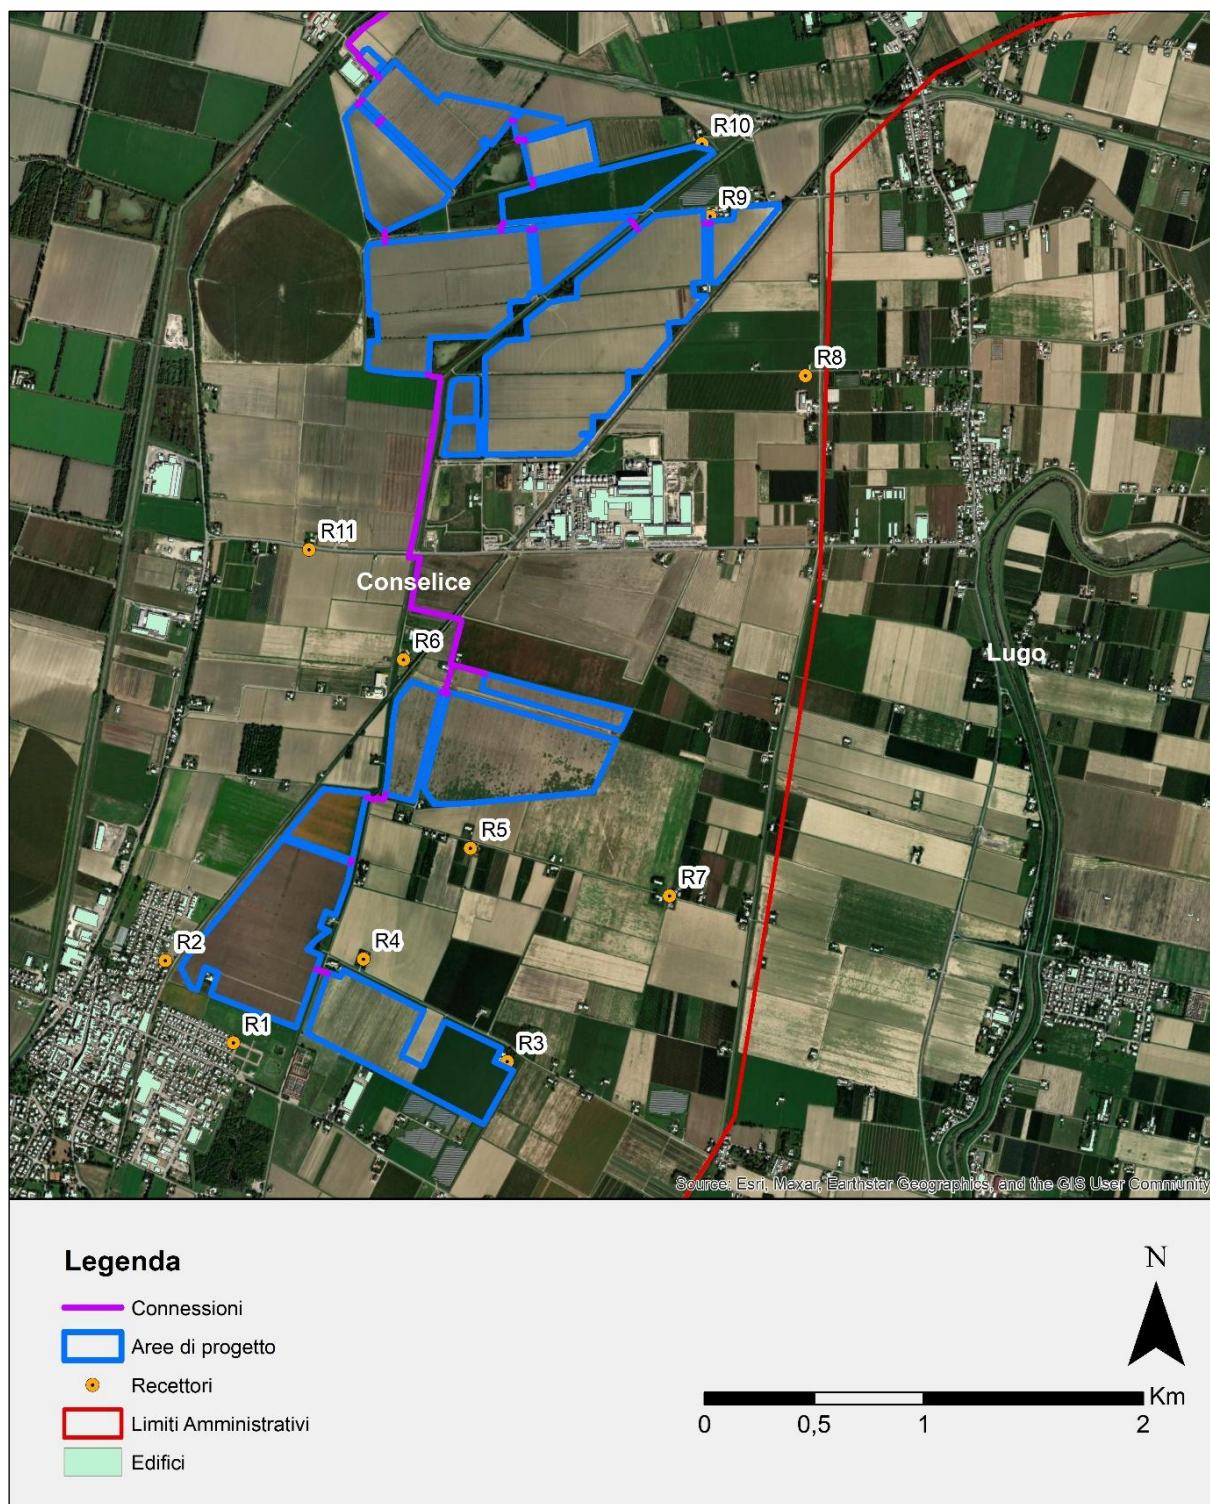 R10
R9
R8
R11
Conselice
R6
Lugo
R5
R7
R2
R4
R1
R3
Source: Esri, Maxar, Earthstar Geographics, and the GIS User Community
Legenda
Connessioni
Aree di progetto
Recettori
Limiti Amministrativi
Edifici
N
Km
0 0,5 1 2